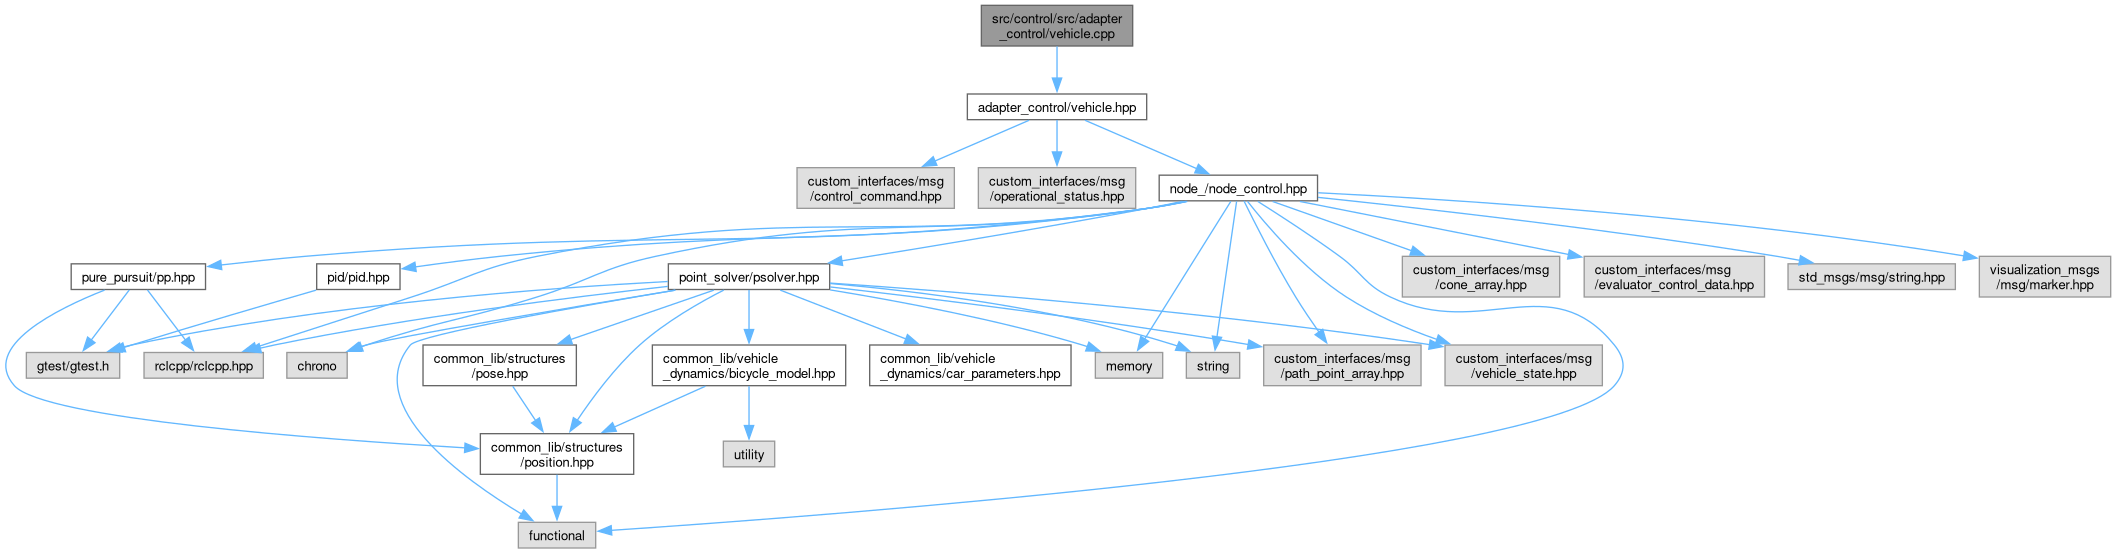 src/control/src/adapter
_control/vehicle.cpp
adapter_control/vehicle.hpp
custom_interfaces/msg
/control_command.hpp
custom_interfaces/msg
/operational_status.hpp
node_/node_control.hpp
pure_pursuit/pp.hpp
pid/pid.hpp
point_solver/psolver.hpp
custom_interfaces/msg
/cone_array.hpp
custom_interfaces/msg
/evaluator_control_data.hpp
std_msgs/msg/string.hpp
visualization_msgs
/msg/marker.hpp
gtest/gtest.h
rclcpp/rclcpp.hpp
chrono
common_lib/structures
/pose.hpp
common_lib/vehicle
_dynamics/bicycle_model.hpp
common_lib/vehicle
_dynamics/car_parameters.hpp
memory
string
custom_interfaces/msg
/path_point_array.hpp
custom_interfaces/msg
/vehicle_state.hpp
common_lib/structures
/position.hpp
utility
functional